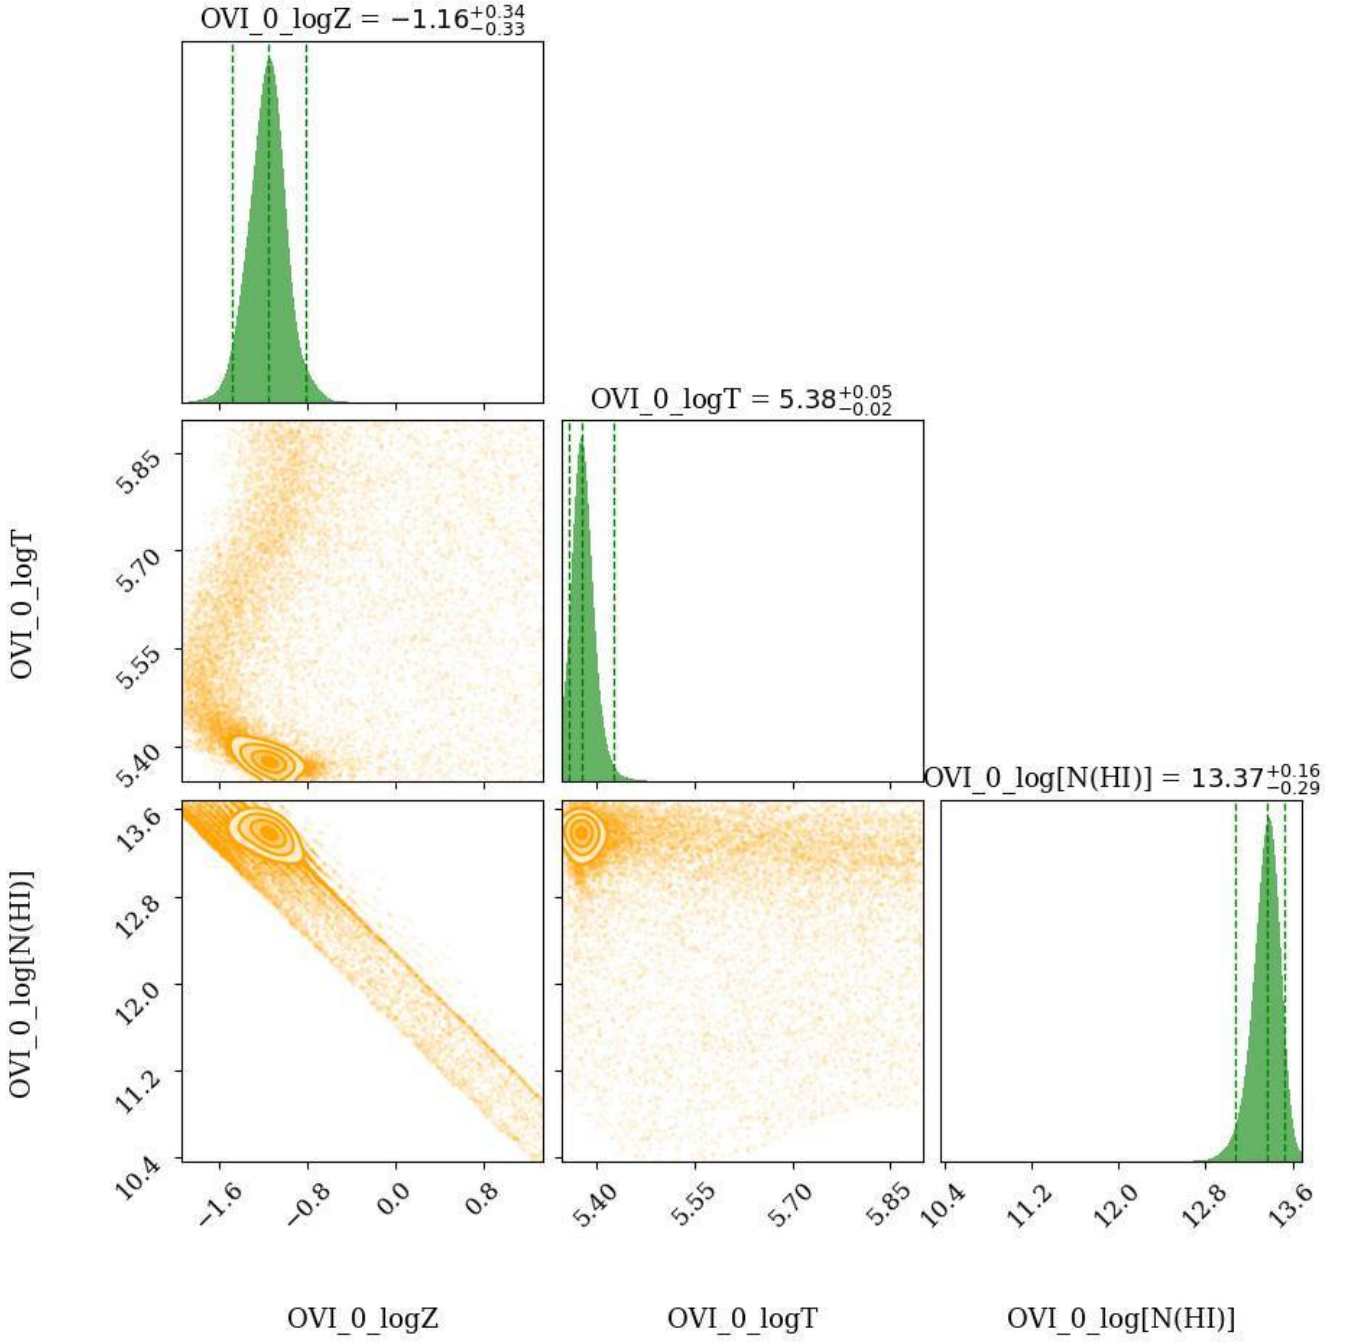 OVI_0_logZ = −1.16+0.34−0.33
OVI_0_logT = 5.38+0.05−0.02
OVI_0_logT
5.85
5.70
5.55
5.40
OVI_0_log[N(HI)] = 13.37+0.16−0.29
OVI_0_log[N(HI)]
13.6
12.8
12.0
11.2
10.4
−1.6 −0.8 0.0 0.8 5.40 5.55 5.70 5.85 10.4 11.2 12.0 12.8 13.6
OVI_0_logZ OVI_0_logT OVI_0_log[N(HI)]